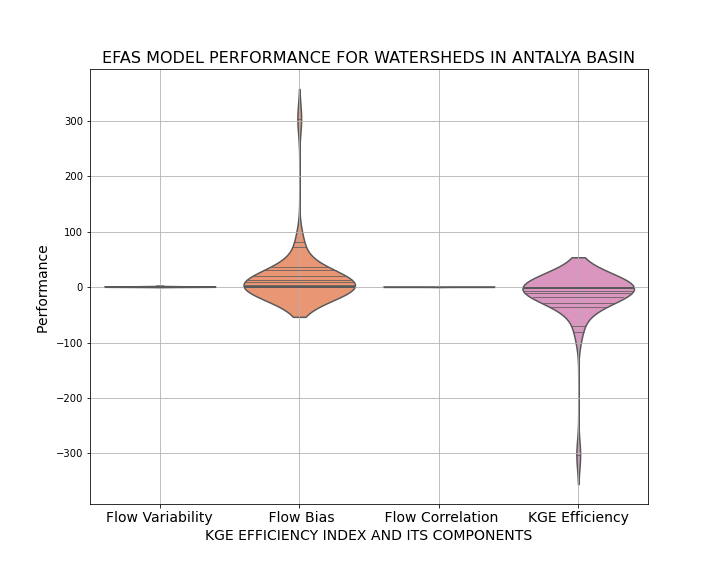 EFAS MODEL PERFORMANCE FOR WATERSHEDS IN ANTALYA BASIN
300
200
100
0
−100
−200
−300
Performance
Flow Variability Flow Bias Flow Correlation KGE Efficiency
KGE EFFICIENCY INDEX AND ITS COMPONENTS